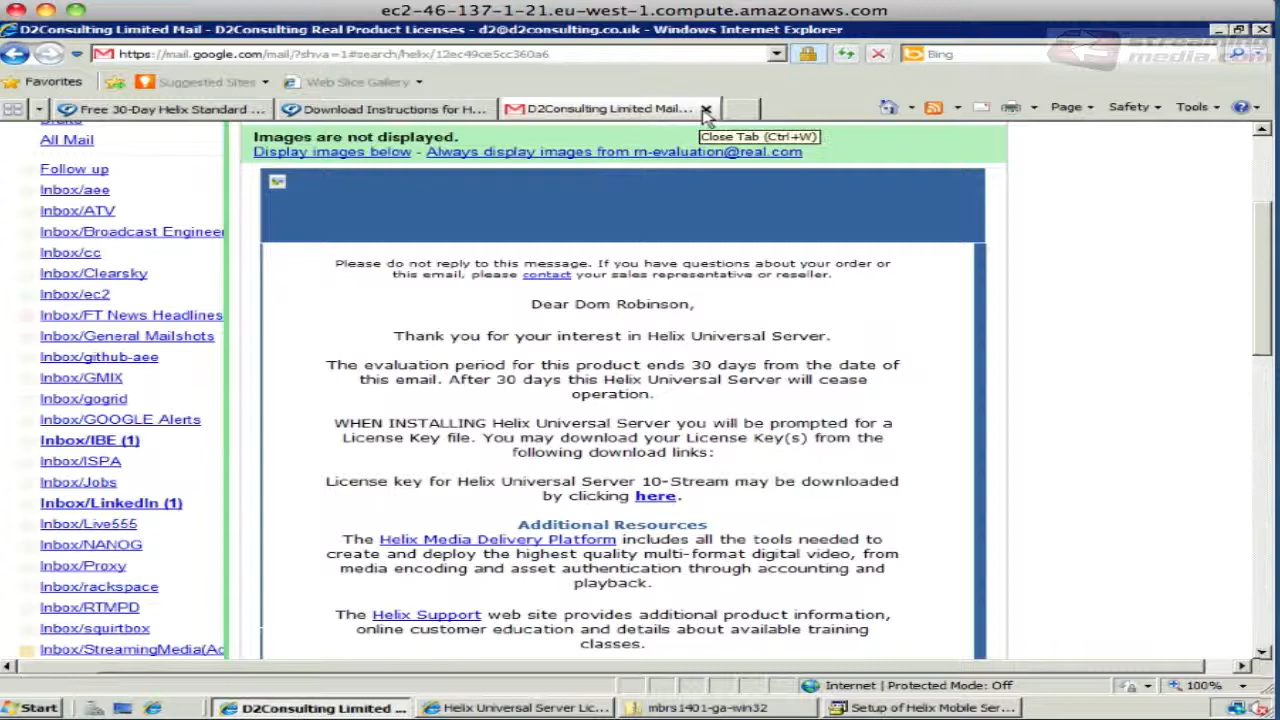 ec2-46-137-1-21.eu-west-1.compute.amazonaws.com
D2Consulting Limited Mail - D2Consulting Real Product Licenses - d2@d2consulting.co.uk - Windows Internet Explorer
https://mail.google.com/mail/?shva=1#search/helix/12ec49ce5cc360a6
Bing
streaming
media.com
Favorites
Suggested Sites
Web Slice Gallery
Free 30-Day Helix Standard ...
Download Instructions for H...
D2Consulting Limited Mail...
Page
Safety
Tools
Close Tab (Ctrl+W)
Drafts
All Mail
Follow up
Inbox/aee
Inbox/ATV
Inbox/Broadcast Engineer
Inbox/cc
Inbox/Clearsky
Inbox/ec2
Inbox/FT News Headlines
Inbox/General Mailshots
Inbox/github-aee
Inbox/GMIX
Inbox/gogrid
Inbox/GOOGLE Alerts
Inbox/IBE (1)
Inbox/ISPA
Inbox/Jobs
Inbox/LinkedIn (1)
Inbox/Live555
Inbox/NANOG
Inbox/Proxy
Inbox/rackspace
Inbox/RTMPD
Inbox/squirtbox
Inbox/StreamingMedia(Ac
Images are not displayed.
Display images below - Always display images from rn-evaluation@real.com
Please do not reply to this message. If you have questions about your order or
this email, please contact your sales representative or reseller.
Dear Dom Robinson,
Thank you for your interest in Helix Universal Server.
The evaluation period for this product ends 30 days from the date of
this email. After 30 days this Helix Universal Server will cease
operation.
WHEN INSTALLING Helix Universal Server you will be prompted for a
License Key file. You may download your License Key(s) from the
following download links:
License key for Helix Universal Server 10-Stream may be downloaded
by clicking here.
Additional Resources
The Helix Media Delivery Platform includes all the tools needed to
create and deploy the highest quality multi-format digital video, from
media encoding and asset authentication through accounting and
playback.
The Helix Support web site provides additional product information,
online customer education and details about available training
classes.
Internet | Protected Mode: Off
100%
Start
D2Consulting Limited ...
Helix Universal Server Lic...
mbrs1401-ga-win32
Setup of Helix Mobile Ser...